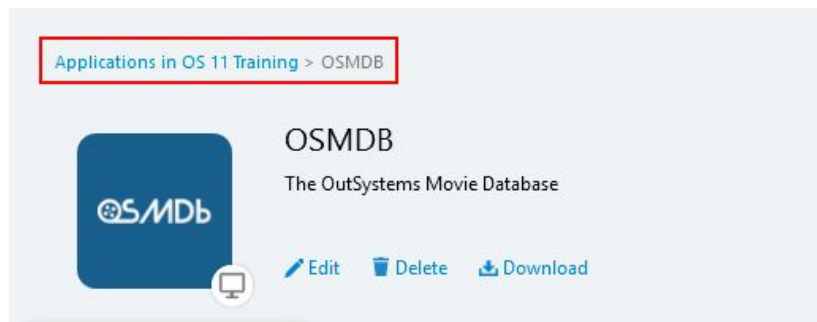 Applications in OS 11 Training > OSMDB
OSMDB
The OutSystems Movie Database
OSMDb
Edit Delete Download